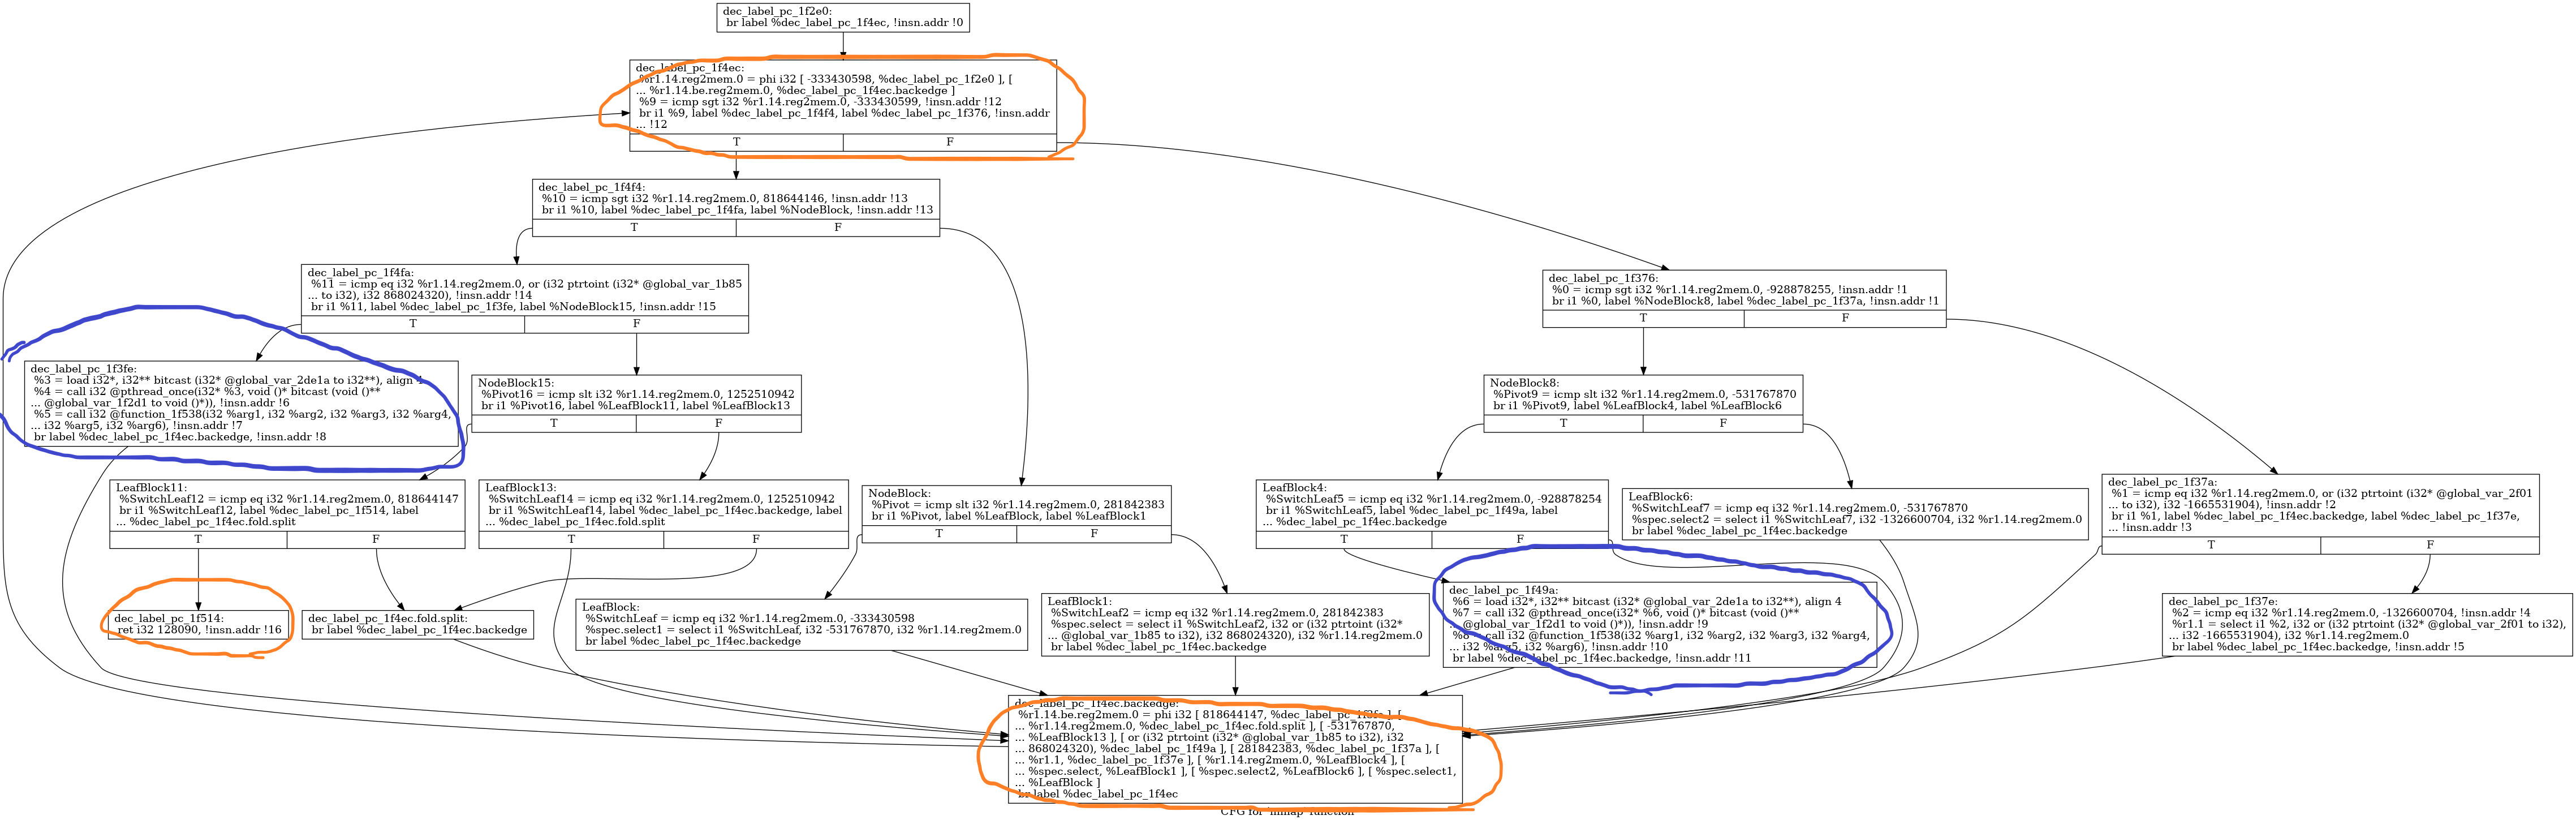 dec_label_pc_1f2e0:
br label %dec_label_pc_1f4ec, !insn.addr !0
dec_label_pc_1f4ec:
%r1.14.reg2mem.0 = phi i32 [ -333430598, %dec_label_pc_1f2e0 ], [
... %r1.14.be.reg2mem.0, %dec_label_pc_1f4ec.backedge ]
%9 = icmp sgt i32 %r1.14.reg2mem.0, -333430599, !insn.addr !12
br i1 %9, label %dec_label_pc_1f4f4, label %dec_label_pc_1f376, !insn.addr
... !12
T F
dec_label_pc_1f4f4:
%10 = icmp sgt i32 %r1.14.reg2mem.0, 818644146, !insn.addr !13
br i1 %10, label %dec_label_pc_1f4fa, label %NodeBlock, !insn.addr !13
T F
dec_label_pc_1f4fa:
%11 = icmp eq i32 %r1.14.reg2mem.0, or (i32 ptrtoint (i32* @global_var_1b85
... to i32), i32 868024320), !insn.addr !14
br i1 %11, label %dec_label_pc_1f3fe, label %NodeBlock15, !insn.addr !15
T F
dec_label_pc_1f376:
%0 = icmp sgt i32 %r1.14.reg2mem.0, -928878255, !insn.addr !1
br i1 %0, label %NodeBlock8, label %dec_label_pc_1f37a, !insn.addr !1
T F
dec_label_pc_1f3fe:
%3 = load i32*, i32** bitcast (i32* @global_var_2de1a to i32**), align 4
%4 = call i32 @pthread_once(i32* %3, void ()* bitcast (void ()**
... @global_var_1f2d1 to void ()*)), !insn.addr !6
%5 = call i32 @function_1f538(i32 %arg1, i32 %arg2, i32 %arg3, i32 %arg4,
... i32 %arg5, i32 %arg6), !insn.addr !7
br label %dec_label_pc_1f4ec.backedge, !insn.addr !8
NodeBlock15:
%Pivot16 = icmp slt i32 %r1.14.reg2mem.0, 1252510942
br i1 %Pivot16, label %LeafBlock11, label %LeafBlock13
T F
NodeBlock8:
%Pivot9 = icmp slt i32 %r1.14.reg2mem.0, -531767870
br i1 %Pivot9, label %LeafBlock4, label %LeafBlock6
T F
LeafBlock11:
%SwitchLeaf12 = icmp eq i32 %r1.14.reg2mem.0, 818644147
br i1 %SwitchLeaf12, label %dec_label_pc_1f514, label
... %dec_label_pc_1f4ec.fold.split
T F
LeafBlock13:
%SwitchLeaf14 = icmp eq i32 %r1.14.reg2mem.0, 1252510942
br i1 %SwitchLeaf14, label %dec_label_pc_1f4ec.backedge, label
... %dec_label_pc_1f4ec.fold.split
T F
NodeBlock:
%Pivot = icmp slt i32 %r1.14.reg2mem.0, 281842383
br i1 %Pivot, label %LeafBlock, label %LeafBlock1
T F
LeafBlock4:
%SwitchLeaf5 = icmp eq i32 %r1.14.reg2mem.0, -928878254
br i1 %SwitchLeaf5, label %dec_label_pc_1f49a, label
... %dec_label_pc_1f4ec.backedge
T F
LeafBlock6:
%SwitchLeaf7 = icmp eq i32 %r1.14.reg2mem.0, -531767870
%spec.select2 = select i1 %SwitchLeaf7, i32 -1326600704, i32 %r1.14.reg2mem.0
br label %dec_label_pc_1f4ec.backedge
dec_label_pc_1f37a:
%1 = icmp eq i32 %r1.14.reg2mem.0, or (i32 ptrtoint (i32* @global_var_2f01
... to i32), i32 -1665531904), !insn.addr !2
br i1 %1, label %dec_label_pc_1f4ec.backedge, label %dec_label_pc_1f37e,
... !insn.addr !3
T F
dec_label_pc_1f514:
ret i32 128090, !insn.addr !16
dec_label_pc_1f4ec.fold.split:
br label %dec_label_pc_1f4ec.backedge
LeafBlock:
%SwitchLeaf = icmp eq i32 %r1.14.reg2mem.0, -333430598
%spec.select1 = select i1 %SwitchLeaf, i32 -531767870, i32 %r1.14.reg2mem.0
br label %dec_label_pc_1f4ec.backedge
LeafBlock1:
%SwitchLeaf2 = icmp eq i32 %r1.14.reg2mem.0, 281842383
%spec.select = select i1 %SwitchLeaf2, i32 or (i32 ptrtoint (i32*
... @global_var_1b85 to i32), i32 868024320), i32 %r1.14.reg2mem.0
br label %dec_label_pc_1f4ec.backedge
dec_label_pc_1f49a:
%6 = load i32*, i32** bitcast (i32* @global_var_2de1a to i32**), align 4
%7 = call i32 @pthread_once(i32* %6, void ()* bitcast (void ()**
... @global_var_1f2d1 to void ()*)), !insn.addr !9
%8 = call i32 @function_1f538(i32 %arg1, i32 %arg2, i32 %arg3, i32 %arg4,
... i32 %arg5, i32 %arg6), !insn.addr !10
br label %dec_label_pc_1f4ec.backedge, !insn.addr !11
dec_label_pc_1f37e:
%2 = icmp eq i32 %r1.14.reg2mem.0, -1326600704, !insn.addr !4
%r1.1 = select i1 %2, i32 or (i32 ptrtoint (i32* @global_var_2f01 to i32),
... i32 -1665531904), i32 %r1.14.reg2mem.0
br label %dec_label_pc_1f4ec.backedge, !insn.addr !5
dec_label_pc_1f4ec.backedge:
%r1.14.be.reg2mem.0 = phi i32 [ 818644147, %dec_label_pc_1f3fe ], [
... %r1.14.reg2mem.0, %dec_label_pc_1f4ec.fold.split ], [ -531767870,
... %LeafBlock13 ], [ or (i32 ptrtoint (i32* @global_var_1b85 to i32), i32
... 868024320), %dec_label_pc_1f49a ], [ 281842383, %dec_label_pc_1f37a ], [
... %r1.1, %dec_label_pc_1f37e ], [ %r1.14.reg2mem.0, %LeafBlock4 ], [
... %spec.select, %LeafBlock1 ], [ %spec.select2, %LeafBlock6 ], [ %spec.select1,
... %LeafBlock ]
br label %dec_label_pc_1f4ec
CFG for function